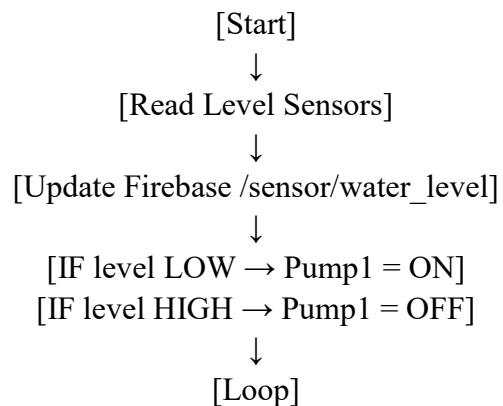 [Start]
↓
[Read Level Sensors]
↓
[Update Firebase /sensor/water_level]
↓
[IF level LOW → Pump1 = ON]
[IF level HIGH → Pump1 = OFF]
↓
[Loop]